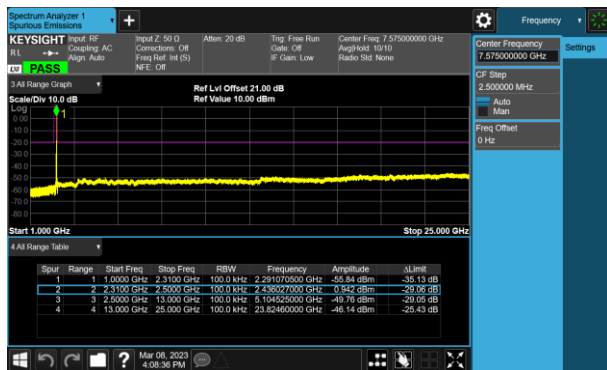 Spectrum Analyzer 1
Spurious Emissions
Frequency
KEYSIGHT Input: RF Input Z: 50 Ω Atten: 20 dB Trig: Free Run Center Freq: 7.575000000 GHz
RL Coupling: AC Corrections: Off Gate: Off Avg|Hold: 10/10
Align: Auto Freq Ref: Int (S) IF Gain: Low Radio Std: None
NFE: Off
LXI PASS
Center Frequency
7.575000000 GHz
Settings
CF Step
2.500000 MHz
Auto
Man
Freq Offset
0 Hz
3 All Range Graph
Ref Lvl Offset 21.00 dB
Scale/Div 10.0 dB Ref Value 10.00 dBm
Log
1
0.00
-10.0
-20.0
-30.0
-40.0
-50.0
-60.0
-70.0
-80.0
Start 1.000 GHz Stop 25.000 GHz
4 All Range Table
Spur Range Start Freq Stop Freq RBW Frequency Amplitude ΔLimit
1 1 1.0000 GHz 2.3100 GHz 100.0 kHz 2.291070500 GHz -55.84 dBm -35.13 dB
2 2 2.3100 GHz 2.5000 GHz 100.0 kHz 2.436027000 GHz 0.942 dBm -29.06 dB
3 3 2.5000 GHz 13.000 GHz 100.0 kHz 5.104525000 GHz -49.76 dBm -29.05 dB
4 4 13.000 GHz 25.000 GHz 100.0 kHz 23.82460000 GHz -46.14 dBm -25.43 dB
Mar 08, 2023
4:08:36 PM